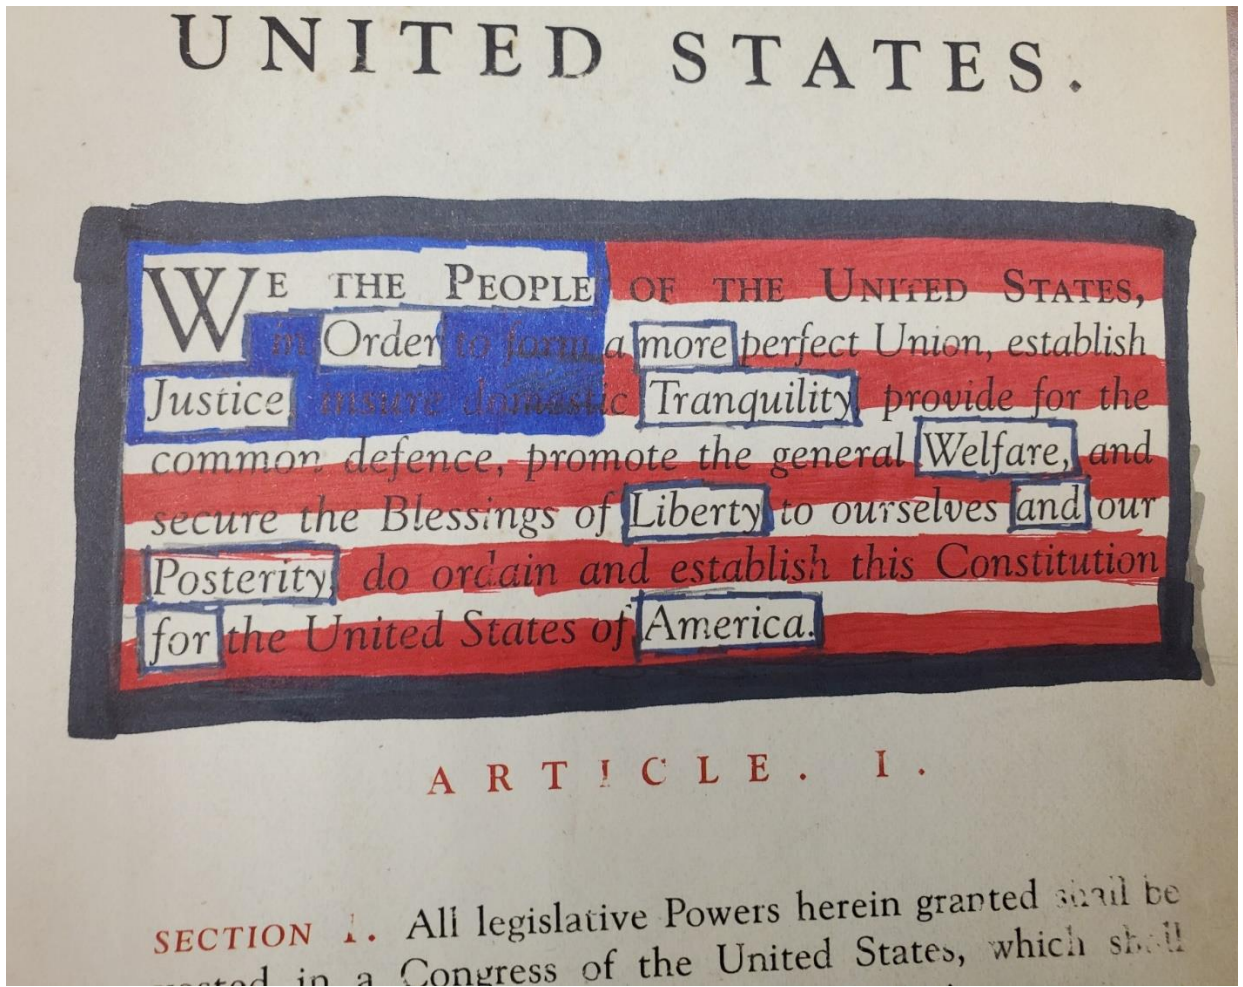 UNITED STATES.
WE THE PEOPLE OF THE UNITED STATES,
in Order to form a more perfect Union, establish
Justice, insure domestic Tranquility, provide for the
common defence, promote the general Welfare, and
secure the Blessings of Liberty to ourselves and our
Posterity, do ordain and establish this Constitution
for the United States of America.
ARTICLE. I.
SECTION 1. All legislative Powers herein granted shall be
vested in a Congress of the United States, which shall